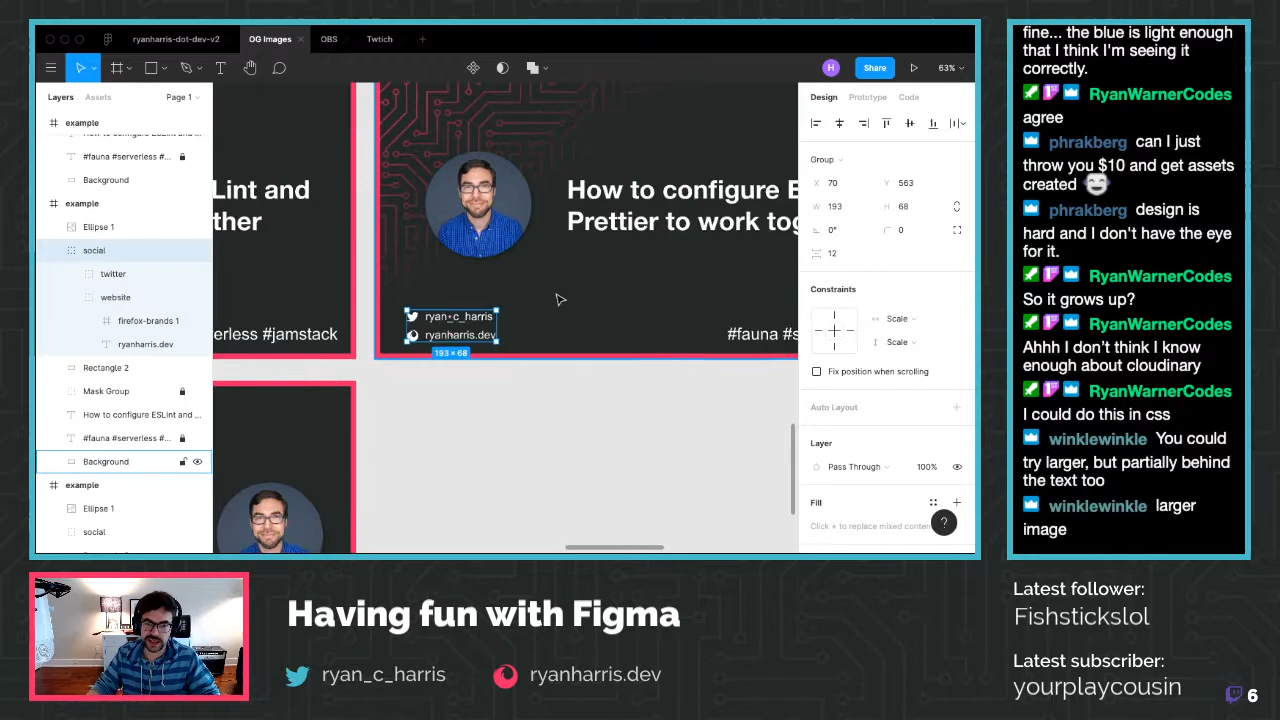 ryanharris-dot-dev-v2
OG Images
OBS
Twtich
H
Share
63%
Layers
Assets
Page 1
example
How to configure ESLint and ...
#fauna #serverless #...
Background
example
Ellipse 1
social
twitter
website
firefox-brands 1
ryanharris.dev
Rectangle 2
Mask Group
How to configure ESLint and ...
#fauna #serverless #...
Background
example
Ellipse 1
social
Lint and
ther
erless #jamstack
How to configure E
Prettier to work tog
ryan_c_harris
ryanharris.dev
193 × 68
#fauna #s
Design
Prototype
Code
Group
X 70 Y 563
W 193 H 68
0° 0
12
Constraints
Scale
Scale
Fix position when scrolling
Auto Layout
Layer
Pass Through 100%
Fill
Click + to replace mixed conten
?
fine... the blue is light enough
that I think I'm seeing it
correctly.
RyanWarnerCodes
agree
phrakberg can I just
throw you $10 and get assets
created
phrakberg design is
hard and I don't have the eye
for it.
RyanWarnerCodes
So it grows up?
RyanWarnerCodes
Ahhh I don't think I know
enough about cloudinary
RyanWarnerCodes
I could do this in css
winklewinkle You could
try larger, but partially behind
the text too
winklewinkle larger
image
Having fun with Figma
ryan_c_harris
ryanharris.dev
Latest follower:
Fishstickslol
Latest subscriber:
yourplaycousin
6